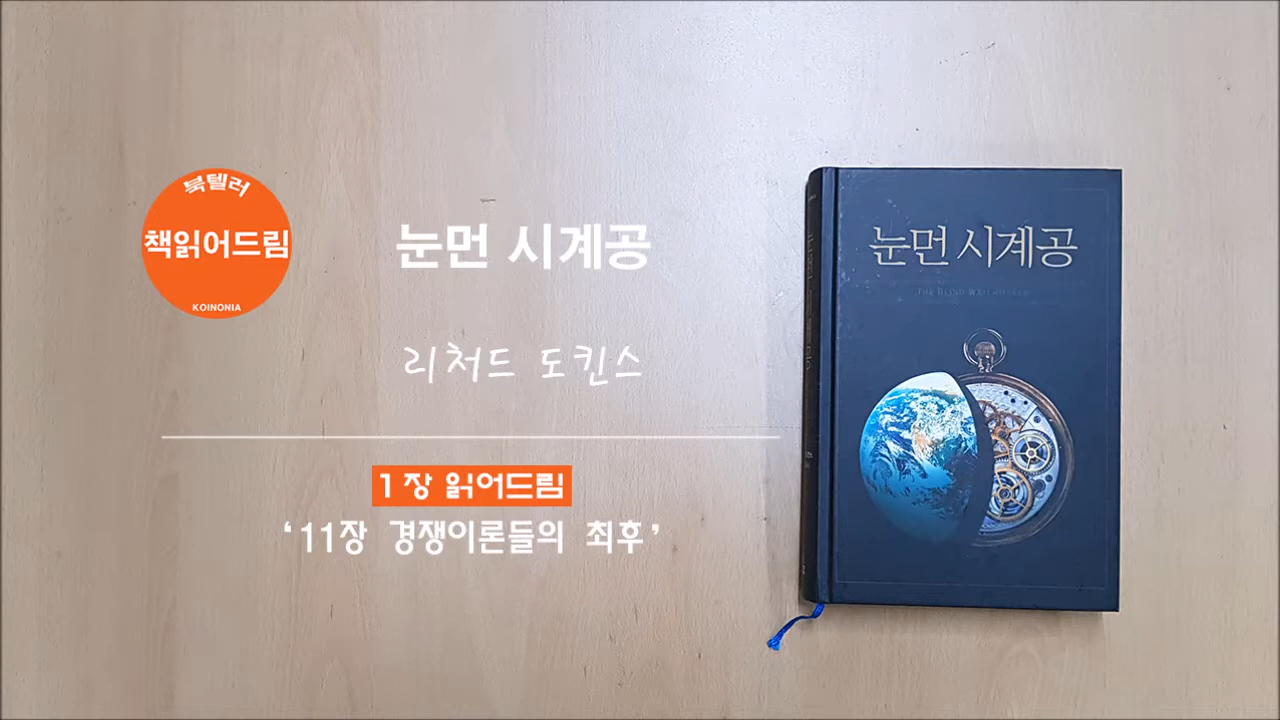 북텔러
책읽어드림
KOINONIA
눈먼 시계공
리처드 도킨스
1장 읽어드림
‘11장 경쟁이론들의 최후’
눈먼 시계공
THE BLIND WATCHMAKER